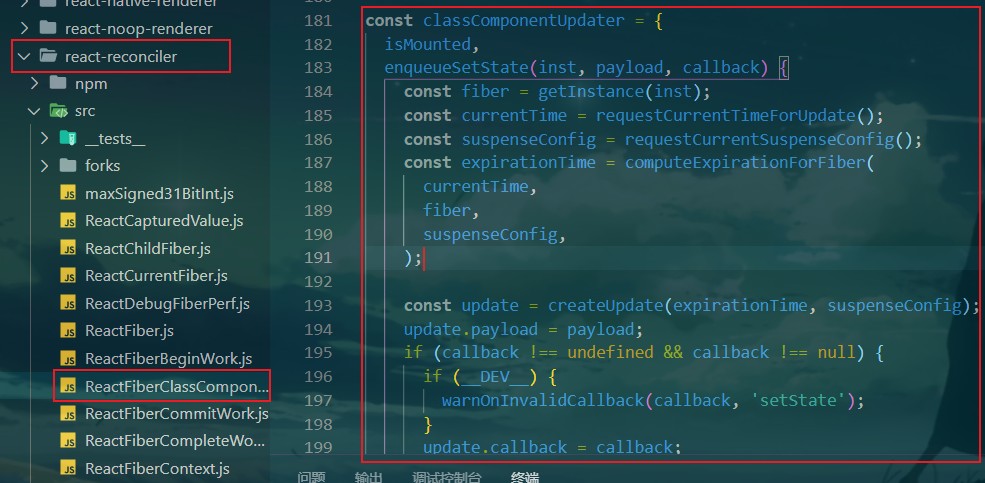 react-native-renderer
react-noop-renderer
react-reconciler
npm
src
__tests__
forks
maxSigned31BitInt.js
ReactCapturedValue.js
ReactChildFiber.js
ReactCurrentFiber.js
ReactDebugFiberPerf.js
ReactFiber.js
ReactFiberBeginWork.js
ReactFiberClassCompon...
ReactFiberCommitWork.js
ReactFiberCompleteWo...
ReactFiberContext.js
181 const classComponentUpdater = {
182 isMounted,
183 enqueueSetState(inst, payload, callback) {
184 const fiber = getInstance(inst);
185 const currentTime = requestCurrentTimeForUpdate();
186 const suspenseConfig = requestCurrentSuspenseConfig();
187 const expirationTime = computeExpirationForFiber(
188 currentTime,
189 fiber,
190 suspenseConfig,
191 );
192
193 const update = createUpdate(expirationTime, suspenseConfig);
194 update.payload = payload;
195 if (callback !== undefined && callback !== null) {
196 if (__DEV__) {
197 warnOnInvalidCallback(callback, 'setState');
198 }
199 update.callback = callback;
问题 输出 调试控制台 终端